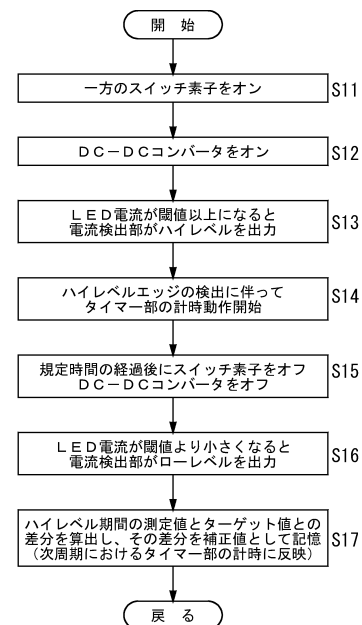 開 始
一方のスイッチ素子をオン
S11
DC-DCコンバータをオン
S12
LED電流が閾値以上になると
電流検出部がハイレベルを出力
S13
ハイレベルエッジの検出に伴って
タイマー部の計時動作開始
S14
規定時間の経過後にスイッチ素子をオフ
DC-DCコンバータをオフ
S15
LED電流が閾値より小さくなると
電流検出部がローレベルを出力
S16
ハイレベル期間の測定値とターゲット値との
差分を算出し、その差分を補正値として記憶
(次周期におけるタイマー部の計時に反映)
S17
戻 る